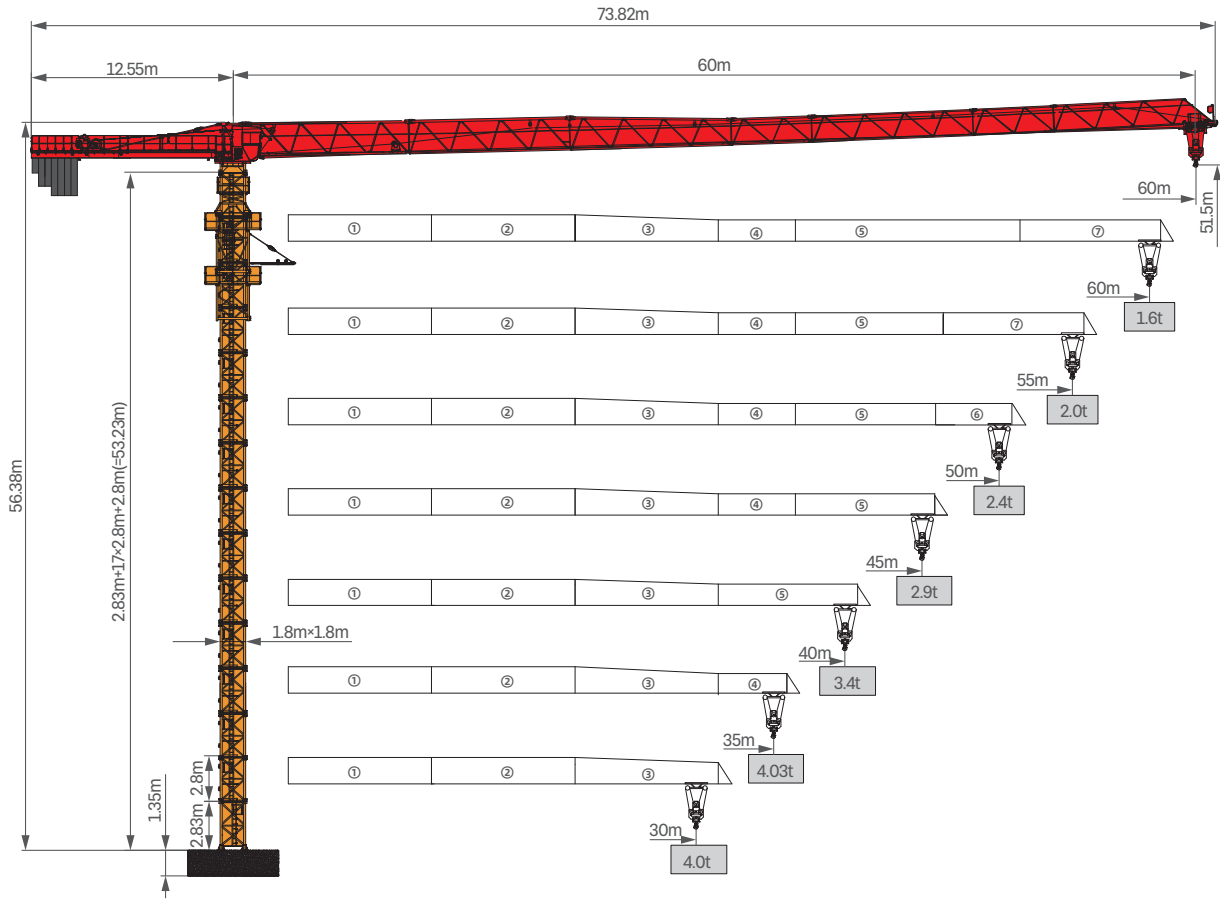 73.82m
12.55m
60m
60m
51.5m
① ② ③ ④ ⑤ ⑦
60m
1.6t
① ② ③ ④ ⑤ ⑦
55m
2.0t
① ② ③ ④ ⑤ ⑥
50m
2.4t
① ② ③ ④ ⑤
45m
2.9t
① ② ③ ⑤
40m
3.4t
① ② ③ ④
35m
4.03t
① ② ③
30m
4.0t
56.38m
2.83m+17×2.8m+2.8m(=53.23m)
1.8m×1.8m
2.8m
2.83m
1.35m